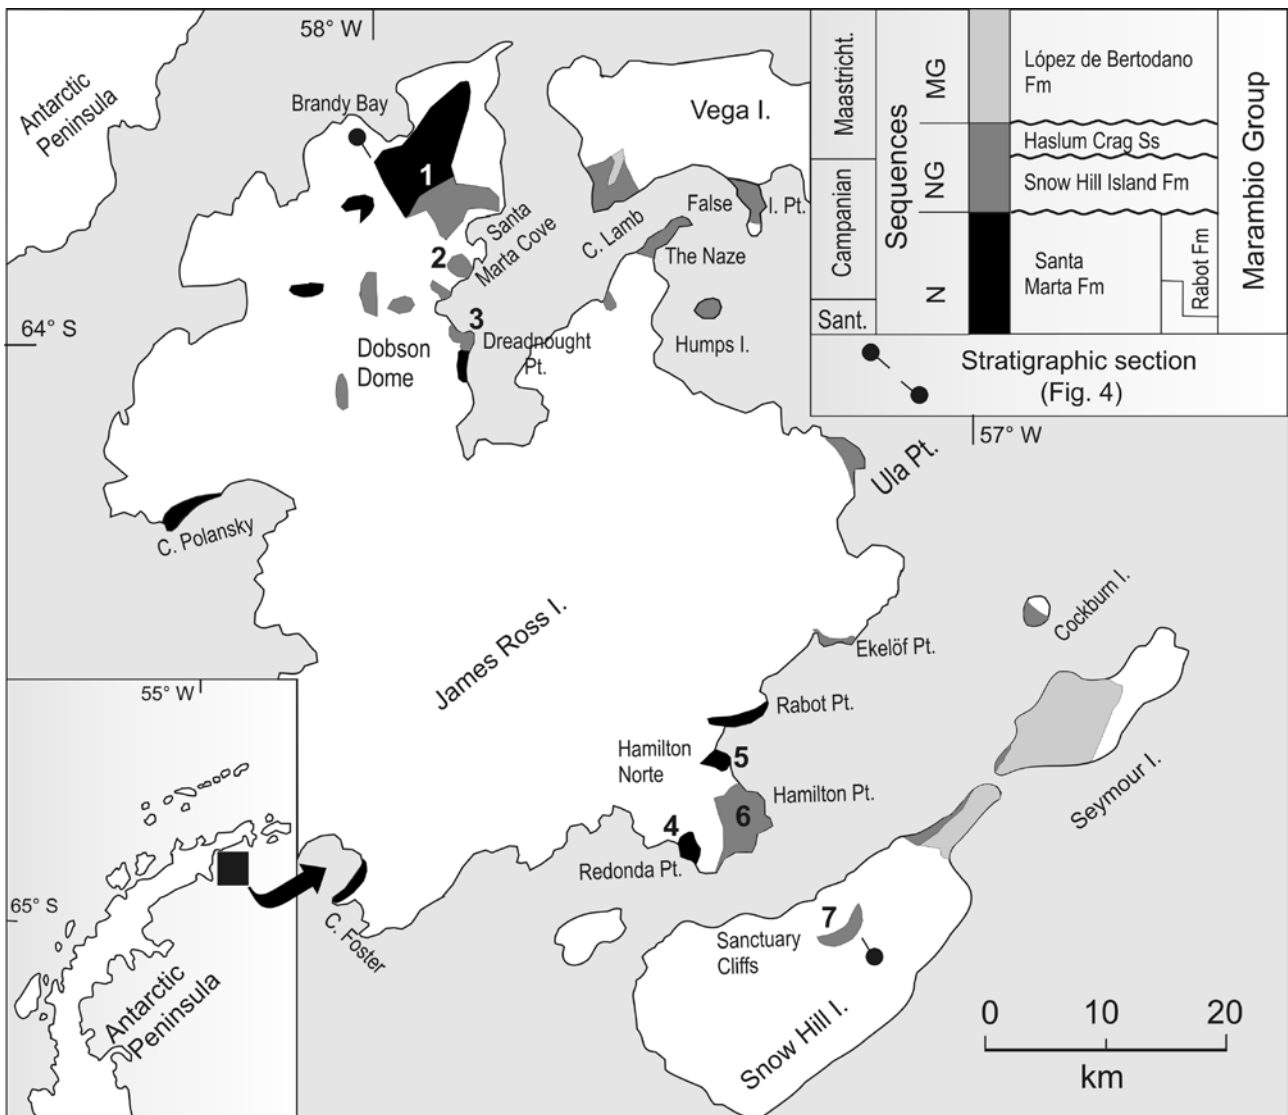 58° W
Antarctic
Peninsula
Brandy Bay
1
Vega I.
Santa
Marta Cove
2
C. Lamb
False
I. Pt.
The Naze
3
64° S
Dreadnought
Pt.
Humps I.
Dobson
Dome
Maastricht.
Campanian
Sant.
Sequences
MG
NG
N
López de Bertodano
Fm
Haslum Crag Ss
Snow Hill Island Fm
Santa
Marta Fm
Rabot Fm
Marambio Group
Stratigraphic section
(Fig. 4)
57° W
Ula Pt.
C. Polansky
James Ross I.
Cockburn I.
Ekelöf Pt.
Rabot Pt.
Hamilton
Norte
5
Hamilton Pt.
6
4
Redonda Pt.
Seymour I.
55° W
65° S
Antarctic
Peninsula
C. Foster
7
Sanctuary
Cliffs
Snow Hill I.
0 10 20
km